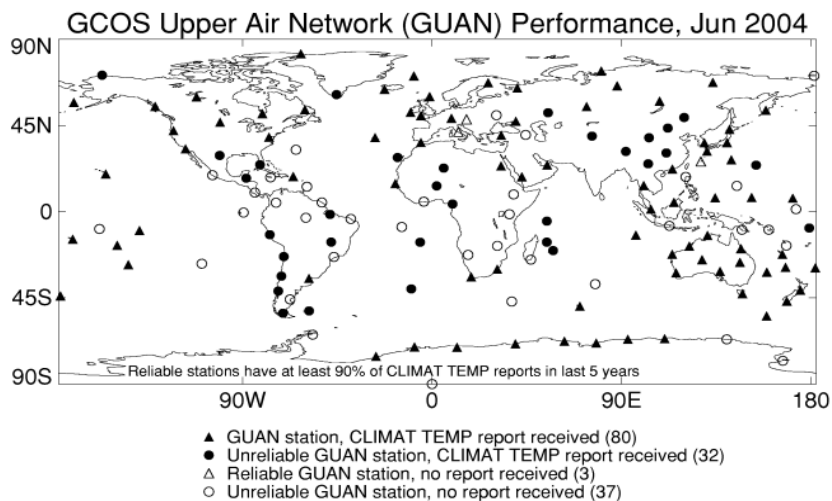 GCOS Upper Air Network (GUAN) Performance, Jun 2004
90N
45N
0
45S
90S
Reliable stations have at least 90% of CLIMAT TEMP reports in last 5 years
90W 0 90E 180
GUAN station, CLIMAT TEMP report received (80)
Unreliable GUAN station, CLIMAT TEMP report received (32)
Reliable GUAN station, no report received (3)
Unreliable GUAN station, no report received (37)